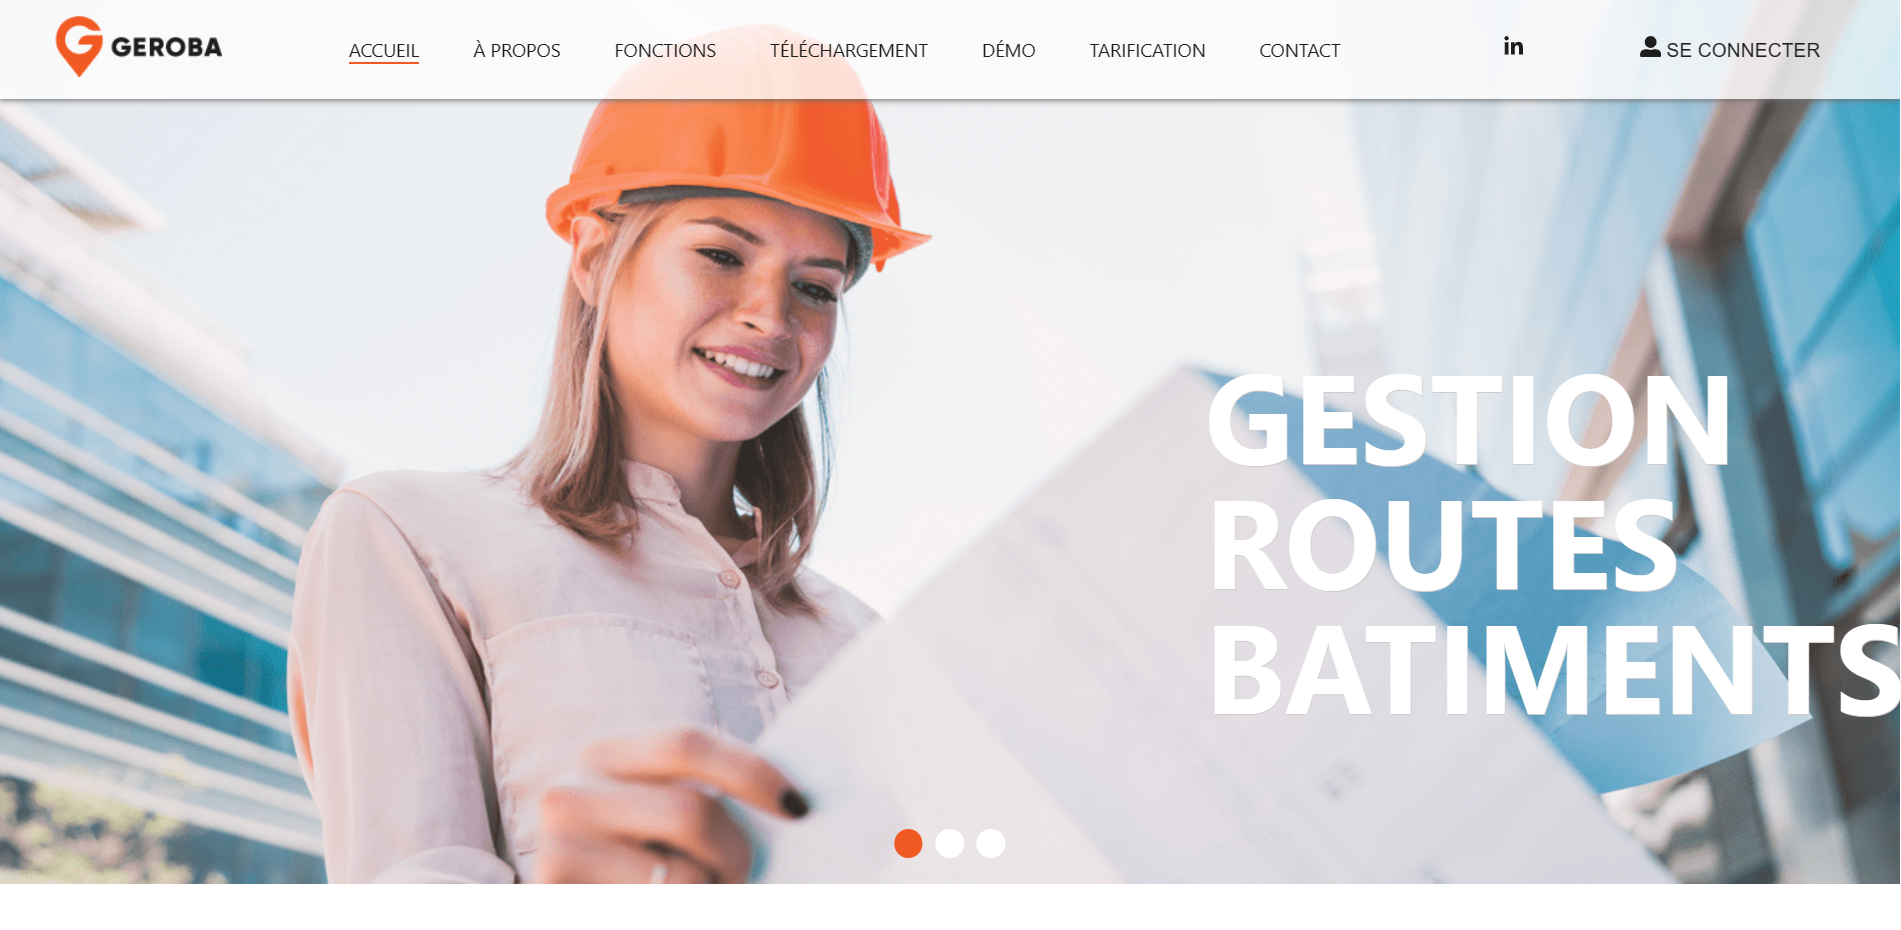 GEROBA
ACCUEIL À PROPOS FONCTIONS TÉLÉCHARGEMENT DÉMO TARIFICATION CONTACT in SE CONNECTER
GESTION
ROUTES
BATIMENTS